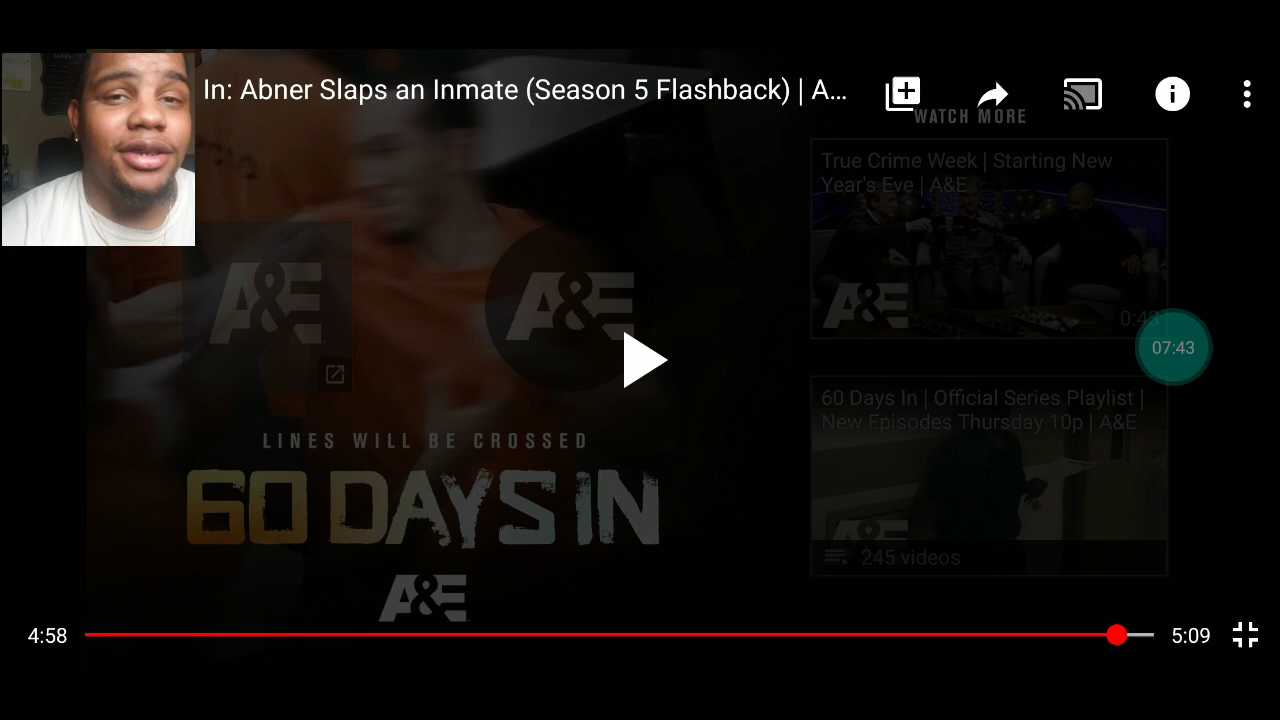 In: Abner Slaps an Inmate (Season 5 Flashback) | A...
WATCH MORE
True Crime Week | Starting New
Year's Eve | A&E
A&E
A&E
A&E
0:43
07:43
60 Days In | Official Series Playlist |
New Episodes Thursday 10p | A&E
LINES WILL BE CROSSED
60 DAYS IN
A&E
245 videos
A&E
4:58
5:09